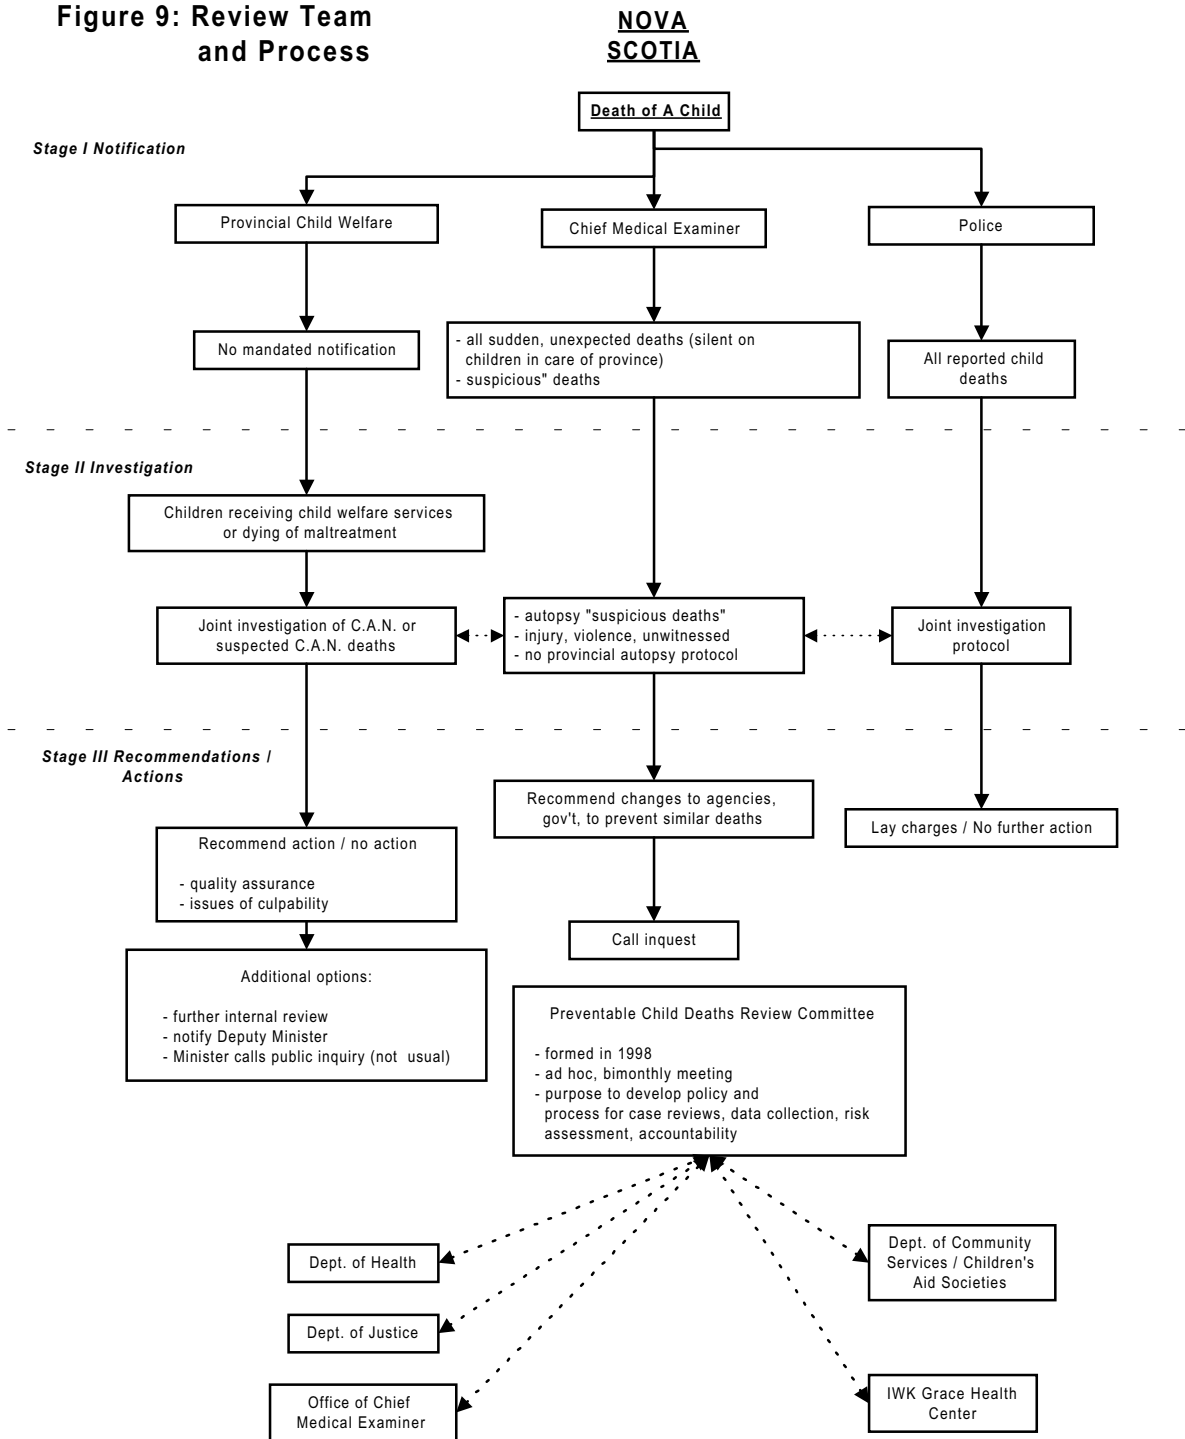 Figure 9: Review Team
and Process
NOVA
SCOTIA
Death of A Child
Stage I Notification
Provincial Child Welfare
Chief Medical Examiner
Police
No mandated notification
- all sudden, unexpected deaths (silent on
children in care of province)
- suspicious" deaths
All reported child
deaths
Stage II Investigation
Children receiving child welfare services
or dying of maltreatment
Joint investigation of C.A.N. or
suspected C.A.N. deaths
- autopsy "suspicious deaths"
- injury, violence, unwitnessed
- no provincial autopsy protocol
Joint investigation
protocol
Stage III Recommendations /
Actions
Recommend changes to agencies,
gov't, to prevent similar deaths
Lay charges / No further action
Recommend action / no action
- quality assurance
- issues of culpability
Call inquest
Additional options:
- further internal review
- notify Deputy Minister
- Minister calls public inquiry (not usual)
Preventable Child Deaths Review Committee
- formed in 1998
- ad hoc, bimonthly meeting
- purpose to develop policy and
process for case reviews, data collection, risk
assessment, accountability
Dept. of Health
Dept. of Community
Services / Children's
Aid Societies
Dept. of Justice
Office of Chief
Medical Examiner
IWK Grace Health
Center